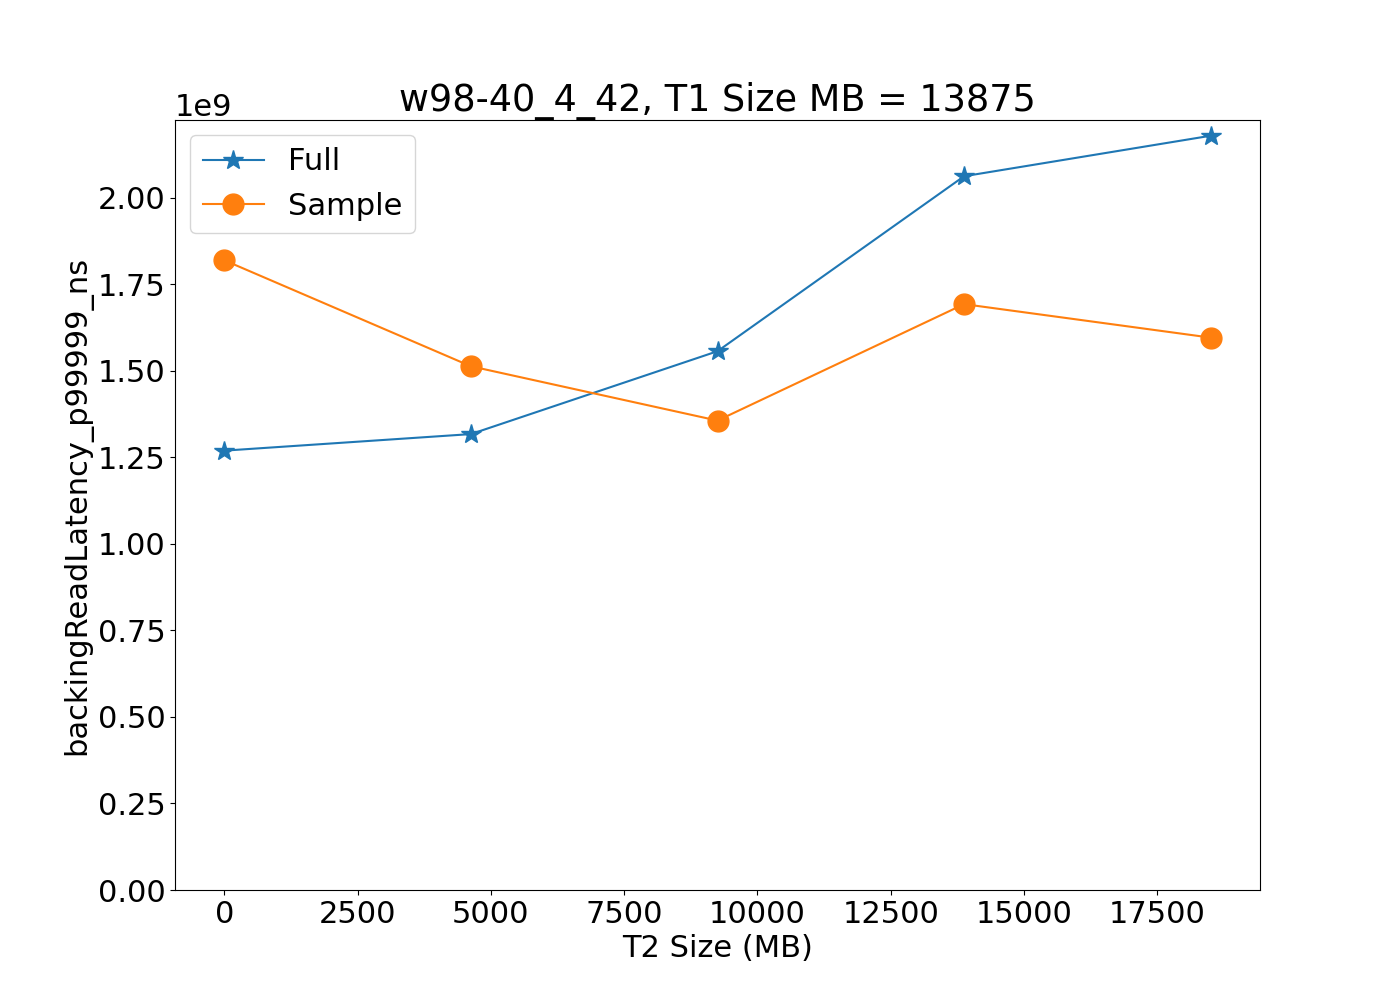 w98-40_4_42, T1 Size MB = 13875
1e9
Full
Sample
2.00
1.75
1.50
1.25
1.00
0.75
0.50
0.25
0.00
backingReadLatency_p99999_ns
0 2500 5000 7500 10000 12500 15000 17500
T2 Size (MB)